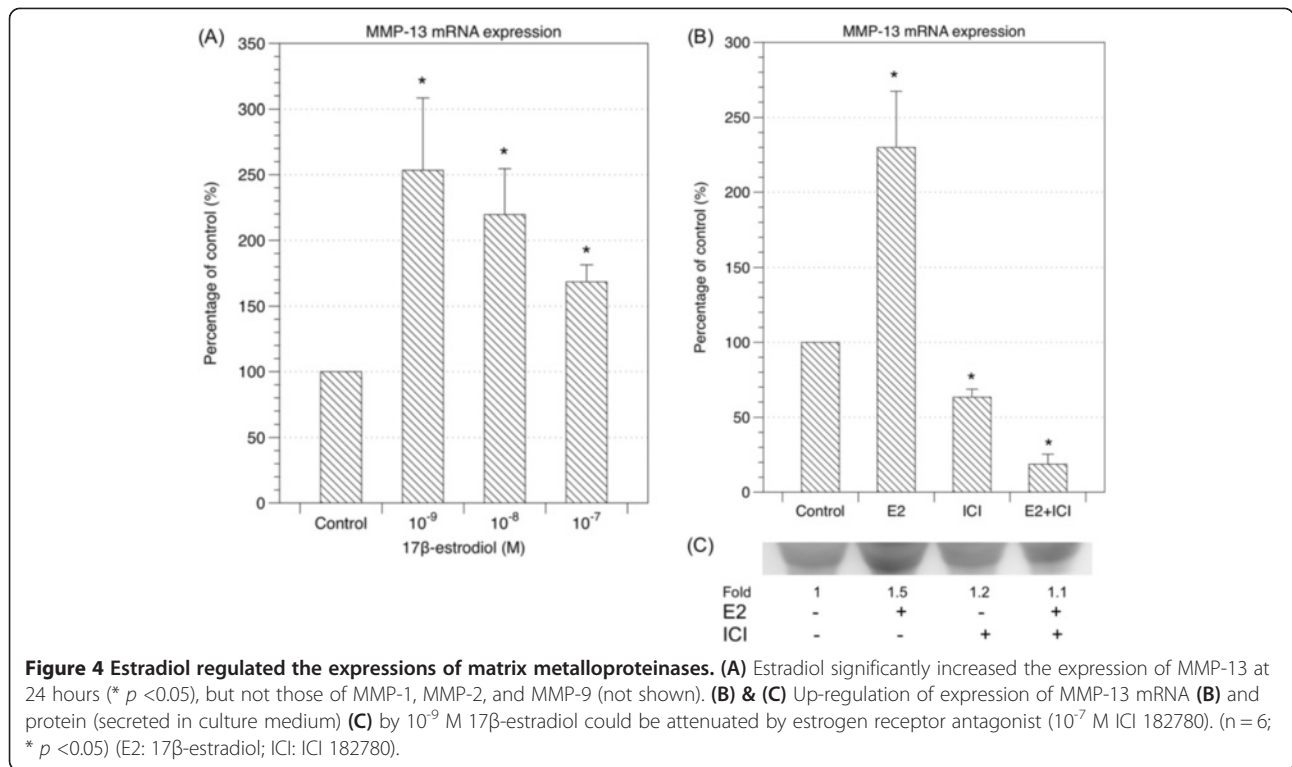 (A)
MMP-13 mRNA expression
350
300
250
200
150
100
50
0
Percentage of control (%)
*
*
*
Control
10-9
10-8
10-7
17β-estrodiol (M)
(B)
MMP-13 mRNA expression
300
250
200
150
100
50
0
Percentage of control (%)
*
*
*
Control
E2
ICI
E2+ICI
(C)
Fold 1 1.5 1.2 1.1
E2 - + - +
ICI - - + +
Figure 4 Estradiol regulated the expressions of matrix metalloproteinases. (A) Estradiol significantly increased the expression of MMP-13 at
24 hours (* p <0.05), but not those of MMP-1, MMP-2, and MMP-9 (not shown). (B) & (C) Up-regulation of expression of MMP-13 mRNA (B) and
protein (secreted in culture medium) (C) by 10-9 M 17β-estradiol could be attenuated by estrogen receptor antagonist (10-7 M ICI 182780). (n = 6;
* p <0.05) (E2: 17β-estradiol; ICI: ICI 182780).